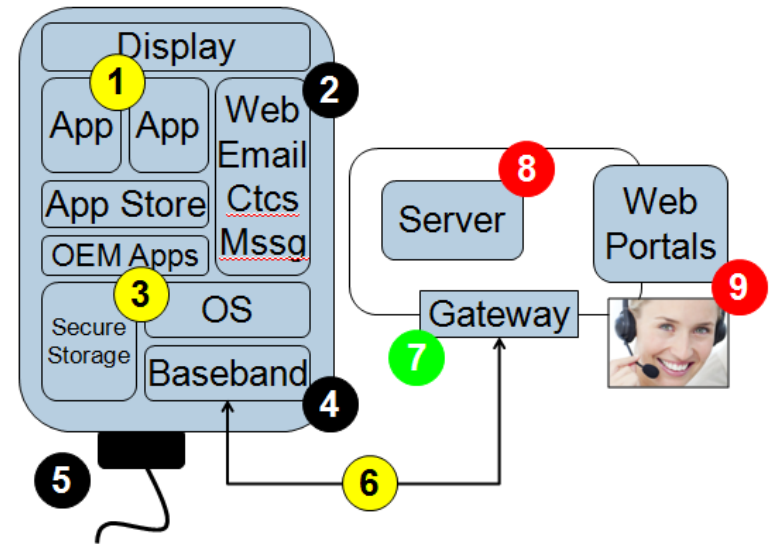 Display
1
2
App
App
Web
Email
Ctcs
Mssg
App Store
OEM Apps
3
OS
Secure
Storage
Baseband
4
5
6
7
Gateway
Server
8
Web
Portals
9